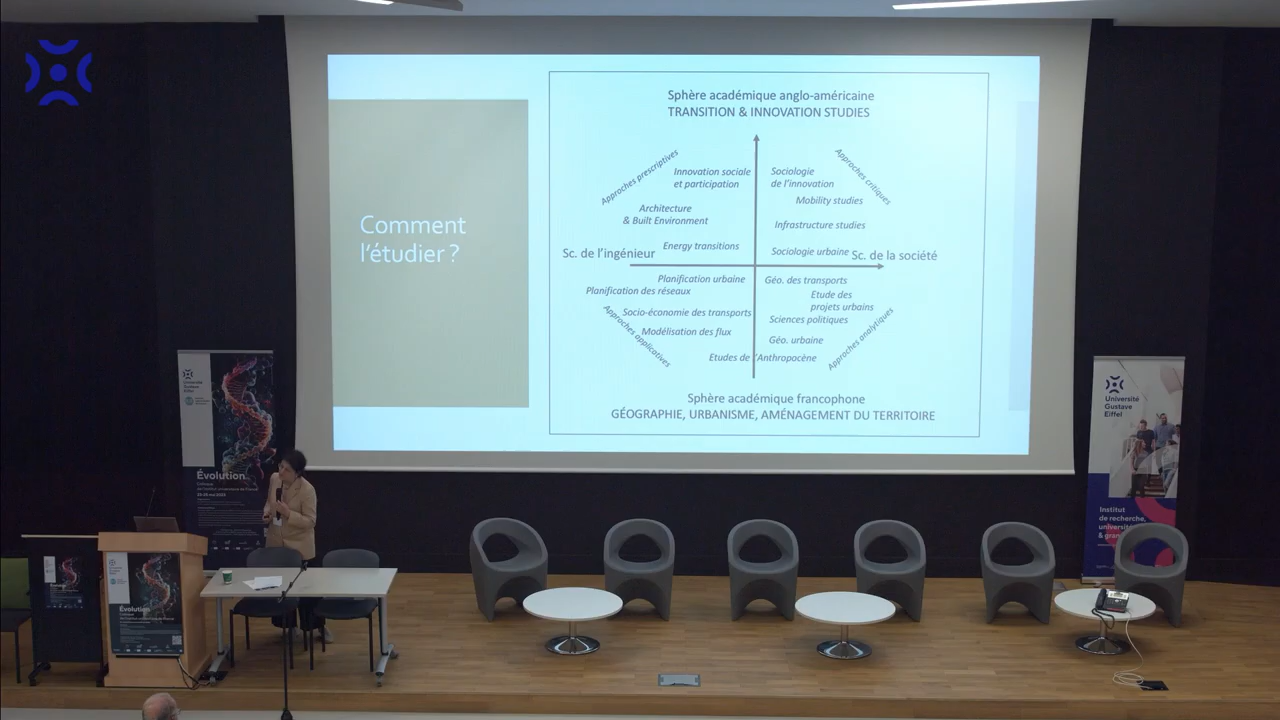 Comment
l'étudier ?
Sphère académique anglo-américaine
TRANSITION & INNOVATION STUDIES
Approches prescriptives
Approches critiques
Innovation sociale
et participation
Sociologie
de l'innovation
Mobility studies
Architecture
& Built Environment
Infrastructure studies
Energy transitions
Sociologie urbaine
Sc. de l'ingénieur
Sc. de la société
Planification urbaine
Géo. des transports
Planification des réseaux
Etude des
projets urbains
Socio-économie des transports
Sciences politiques
Modélisation des flux
Géo. urbaine
Approches applicatives
Approches analytiques
Etudes de l'Anthropocène
Sphère académique francophone
GÉOGRAPHIE, URBANISME, AMÉNAGEMENT DU TERRITOIRE
Université
Gustave
Eiffel
Évolution
Université
Gustave
Eiffel
Institut
de recherche,
Évolution